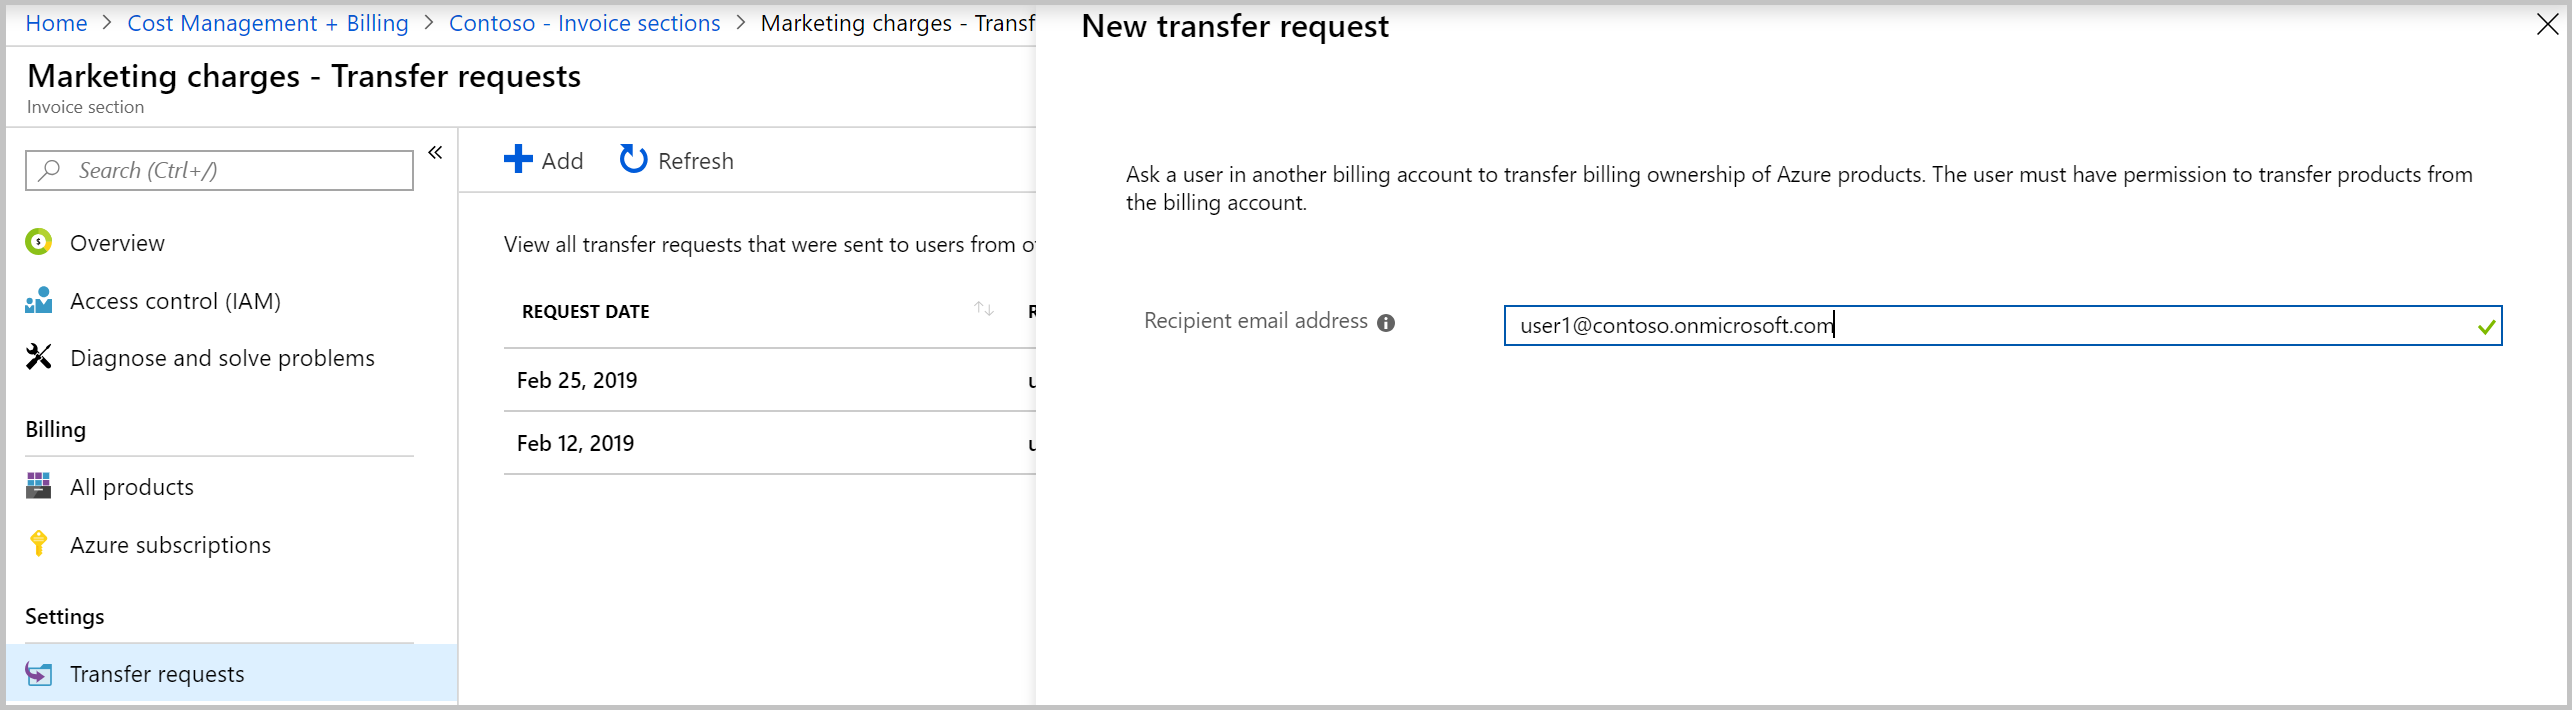 Home > Cost Management + Billing > Contoso - Invoice sections > Marketing charges - Transf
Marketing charges - Transfer requests
Invoice section
Search (Ctrl+/)
«
Overview
Access control (IAM)
Diagnose and solve problems
Billing
All products
Azure subscriptions
Settings
Transfer requests
Add
Refresh
View all transfer requests that were sent to users from o
REQUEST DATE
R
Feb 25, 2019
u
Feb 12, 2019
u
New transfer request
Ask a user in another billing account to transfer billing ownership of Azure products. The user must have permission to transfer products from
the billing account.
Recipient email address
user1@contoso.onmicrosoft.com